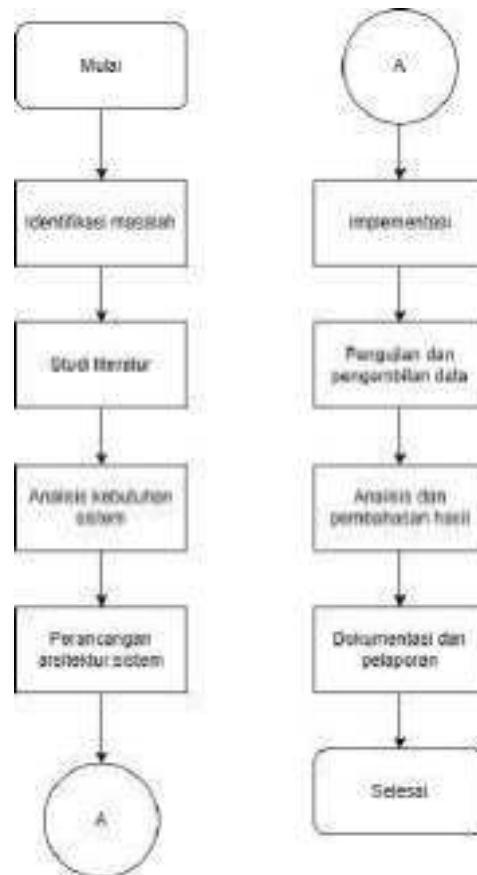 Mulai
Identifikasi masalah
Studi literatur
Analisis kebutuhan
sistem
Perancangan
arsitektur sistem
A
A
Implementasi
Pengujian dan
pengambilan data
Analisis dan
pembahasan hasil
Dokumentasi dan
pelaporan
Selesai